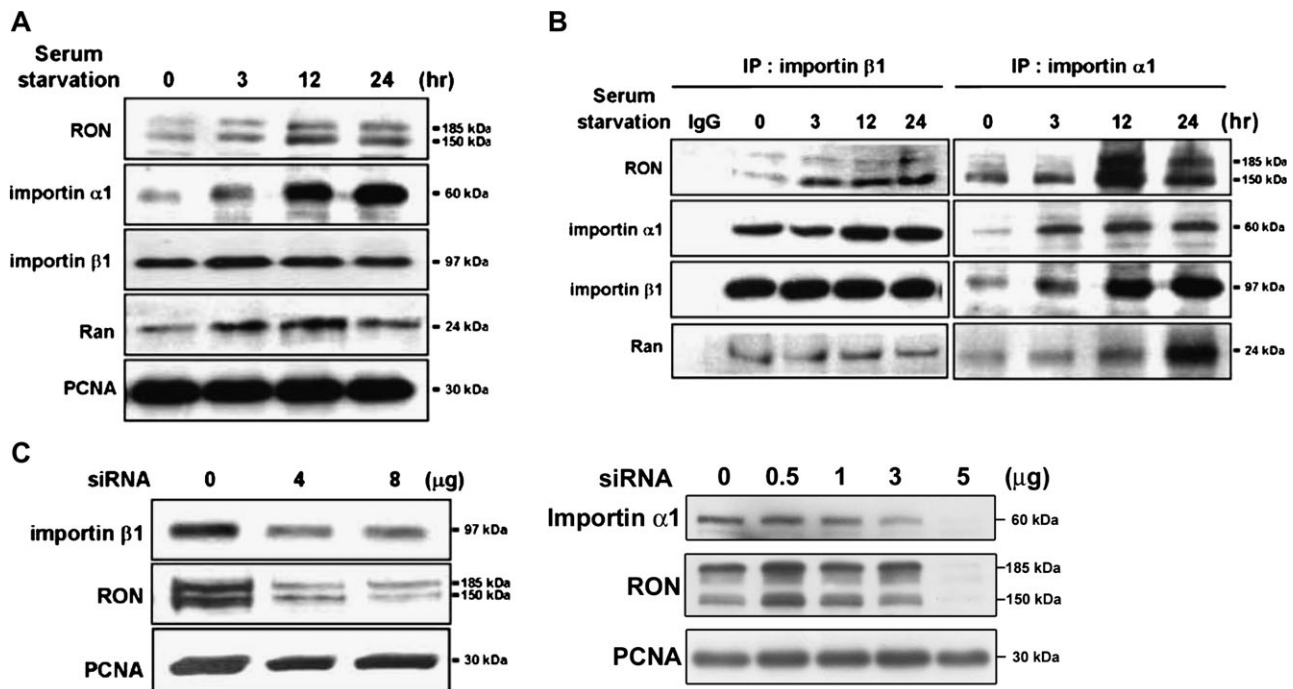 A
Serum
starvation 0 3 12 24 (hr)
RON 185 kDa
150 kDa
importin α1 60 kDa
importin β1 97 kDa
Ran 24 kDa
PCNA 30 kDa
B
IP : importin β1 IP : importin α1
Serum
starvation IgG 0 3 12 24 0 3 12 24 (hr)
RON 185 kDa
150 kDa
importin α1 60 kDa
importin β1 97 kDa
Ran 24 kDa
C
siRNA 0 4 8 (μg)
importin β1 97 kDa
RON 185 kDa
150 kDa
PCNA 30 kDa
siRNA 0 0.5 1 3 5 (μg)
Importin α1 60 kDa
RON 185 kDa
150 kDa
PCNA 30 kDa